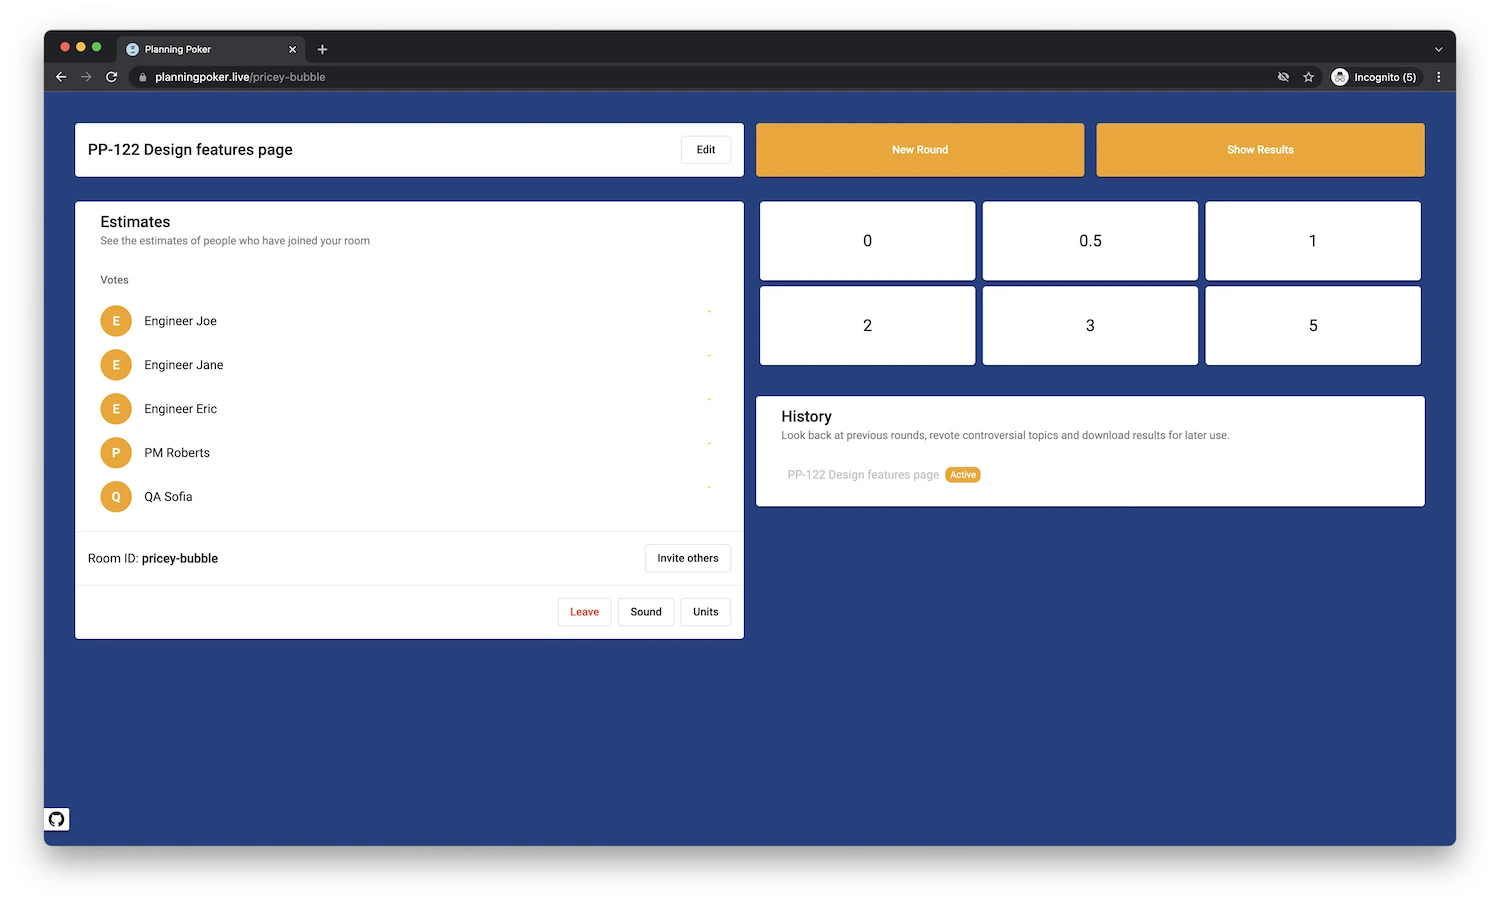 Planning Poker
planningpoker.live/pricey-bubble
Incognito (5)
PP-122 Design features page
Edit
New Round
Show Results
Estimates
See the estimates of people who have joined your room
Votes
E Engineer Joe -
E Engineer Jane -
E Engineer Eric -
P PM Roberts -
Q QA Sofia -
Room ID: pricey-bubble
Invite others
Leave
Sound
Units
0
0.5
1
2
3
5
History
Look back at previous rounds, revote controversial topics and download results for later use.
PP-122 Design features page Active